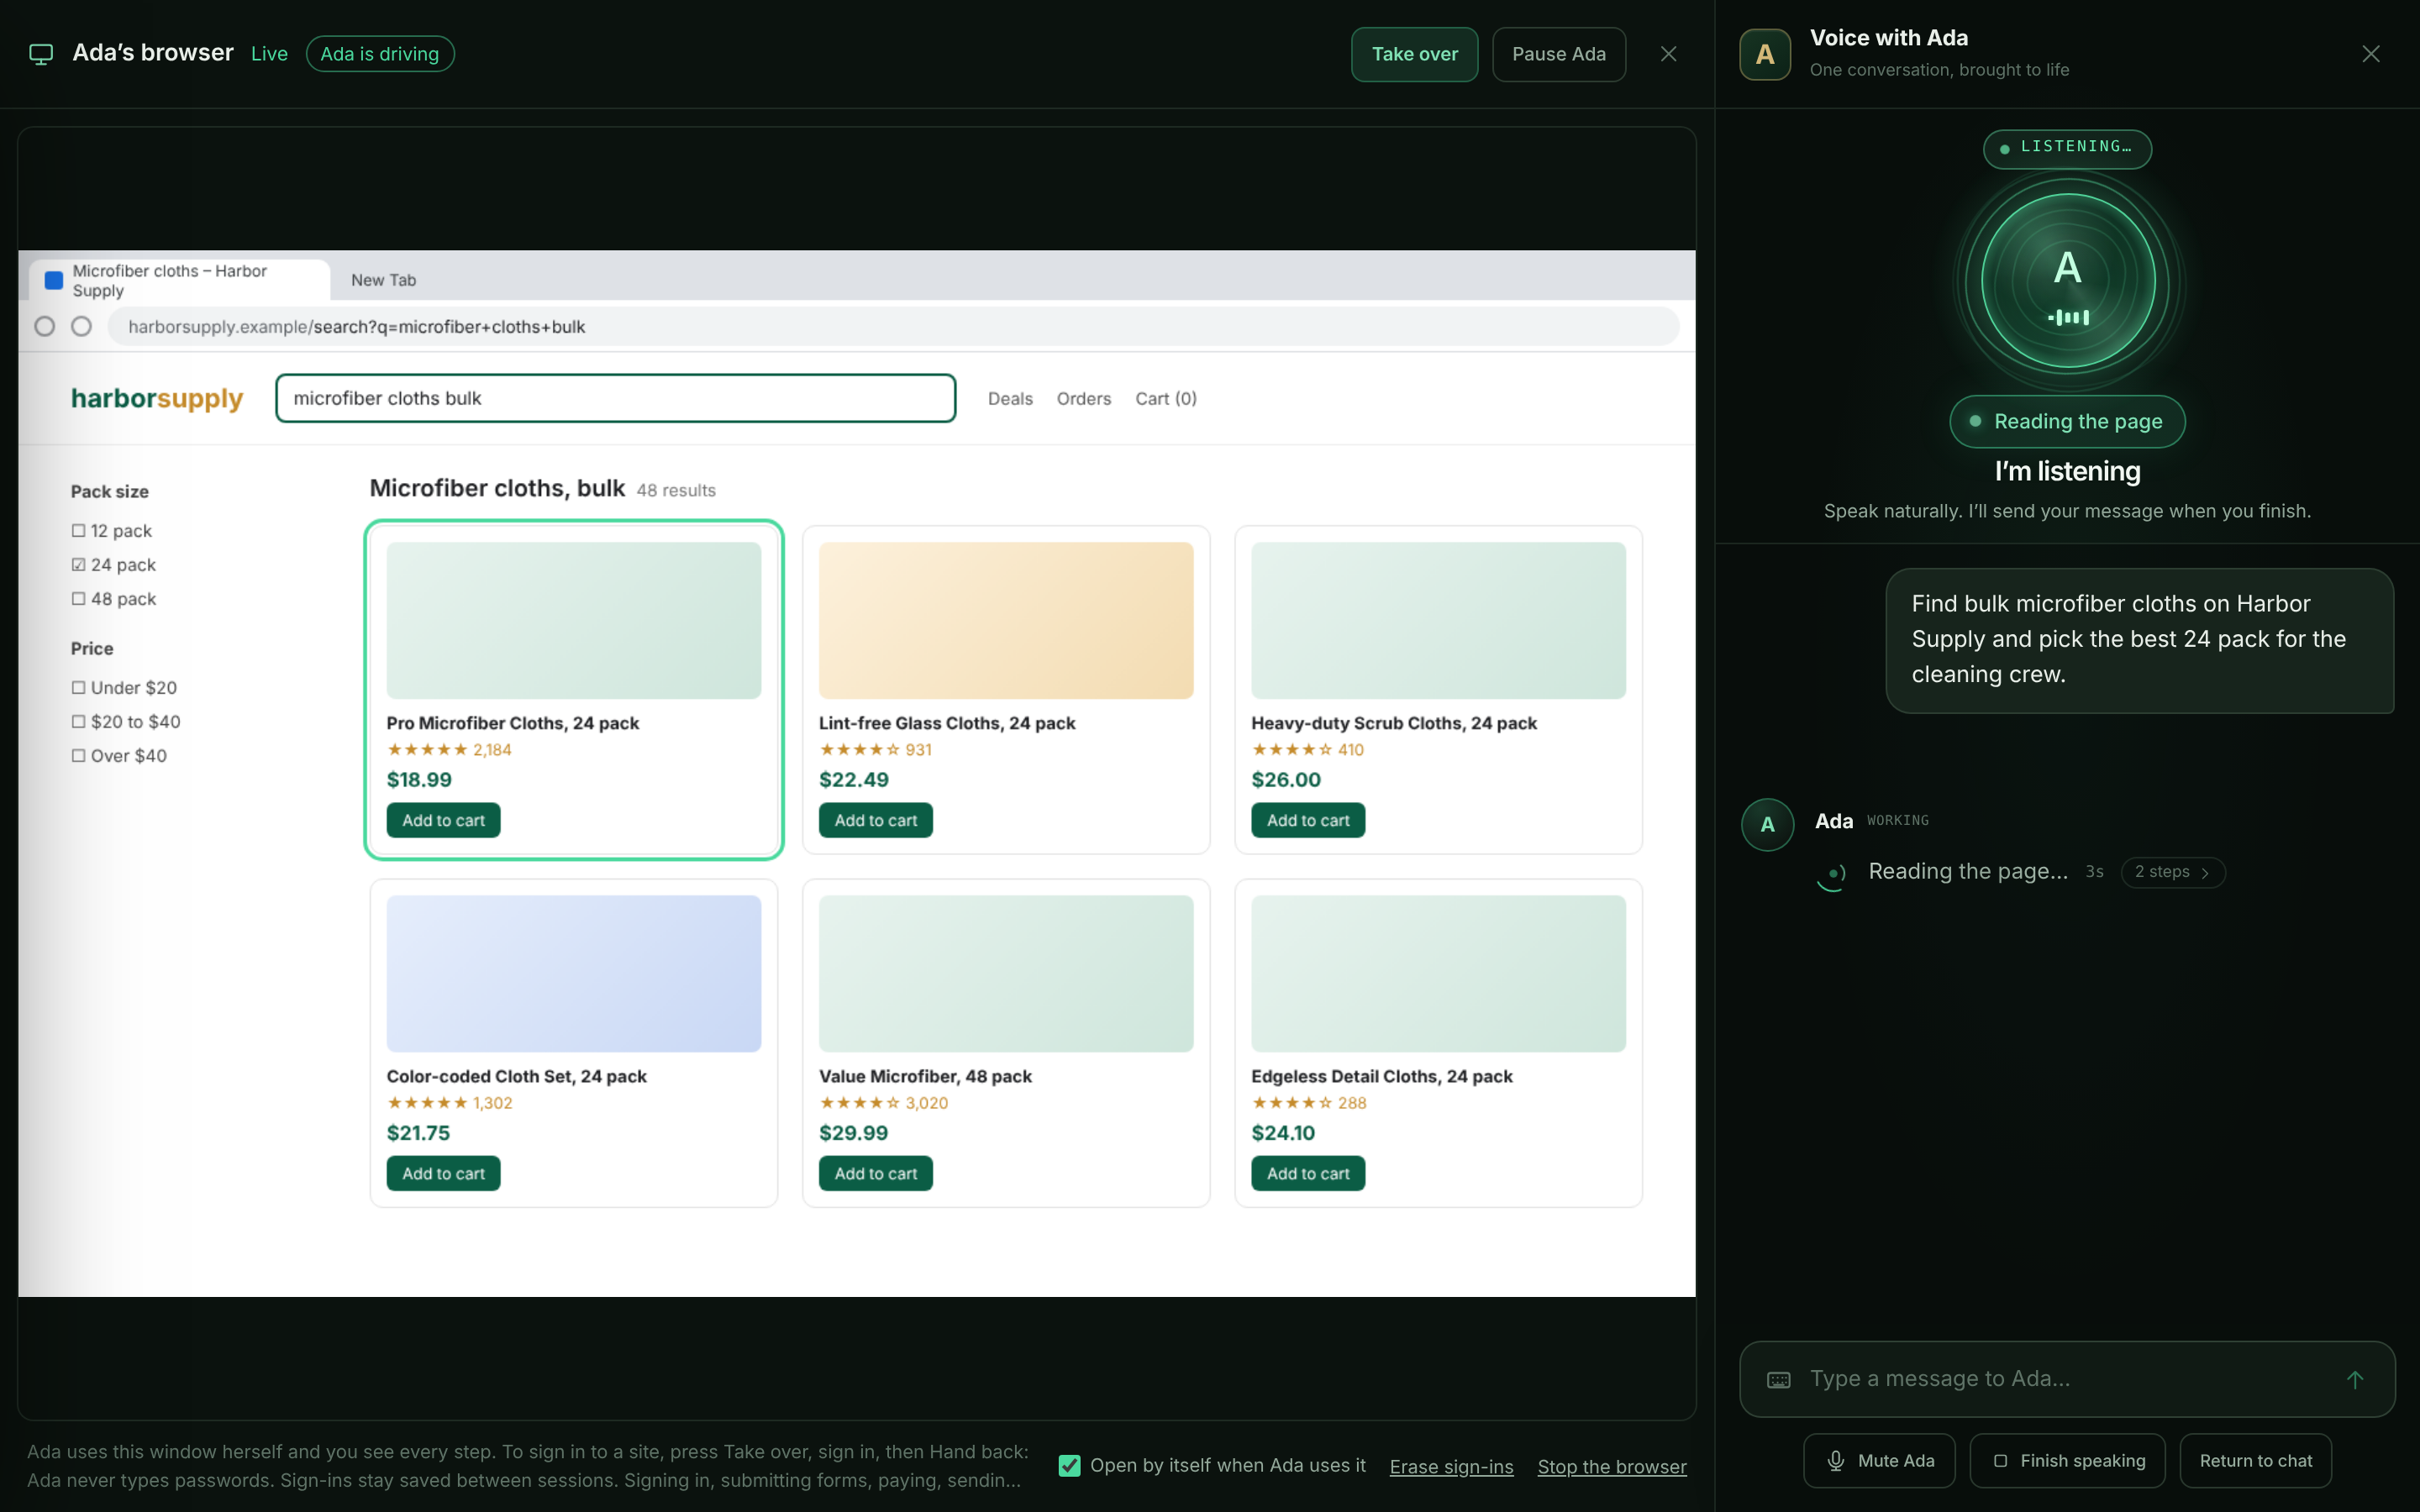 Ada’s browser Live Ada is driving Take over Pause Ada
Microfiber cloths – Harbor
Supply
New Tab
harborsupply.example/search?q=microfiber+cloths+bulk
harborsupply microfiber cloths bulk Deals Orders Cart (0)
Pack size
☐ 12 pack
☑ 24 pack
☐ 48 pack
Price
☐ Under $20
☐ $20 to $40
☐ Over $40
Microfiber cloths, bulk 48 results
Pro Microfiber Cloths, 24 pack
★★★★★ 2,184
$18.99
Add to cart
Lint-free Glass Cloths, 24 pack
★★★★☆ 931
$22.49
Add to cart
Heavy-duty Scrub Cloths, 24 pack
★★★★☆ 410
$26.00
Add to cart
Color-coded Cloth Set, 24 pack
★★★★★ 1,302
$21.75
Add to cart
Value Microfiber, 48 pack
★★★★☆ 3,020
$29.99
Add to cart
Edgeless Detail Cloths, 24 pack
★★★★☆ 288
$24.10
Add to cart
Ada uses this window herself and you see every step. To sign in to a site, press Take over, sign in, then Hand back:
Ada never types passwords. Sign-ins stay saved between sessions. Signing in, submitting forms, paying, sendin…
Open by itself when Ada uses it Erase sign-ins Stop the browser
A
Voice with Ada
One conversation, brought to life
LISTENING…
A
Reading the page
I’m listening
Speak naturally. I’ll send your message when you finish.
Find bulk microfiber cloths on Harbor
Supply and pick the best 24 pack for the
cleaning crew.
A
Ada WORKING
Reading the page… 3s 2 steps
Type a message to Ada…
Mute Ada Finish speaking Return to chat